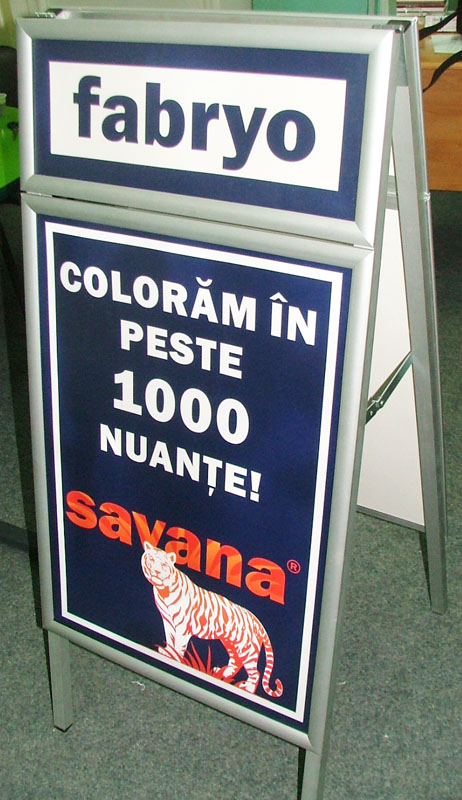 fabryo
COLORĂM ÎN
PESTE
1000
NUANȚE!
savana®